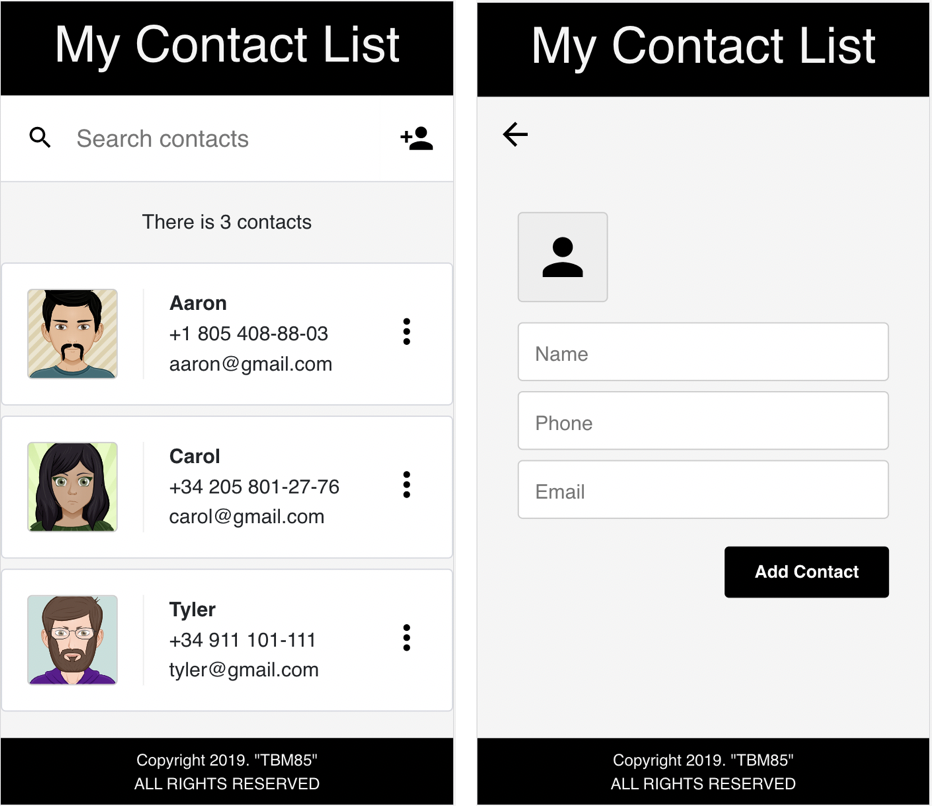 My Contact List
Search contacts
There is 3 contacts
Aaron
+1 805 408-88-03
aaron@gmail.com
Carol
+34 205 801-27-76
carol@gmail.com
Tyler
+34 911 101-111
tyler@gmail.com
Copyright 2019. "TBM85"
ALL RIGHTS RESERVED
My Contact List
Name
Phone
Email
Add Contact
Copyright 2019. "TBM85"
ALL RIGHTS RESERVED